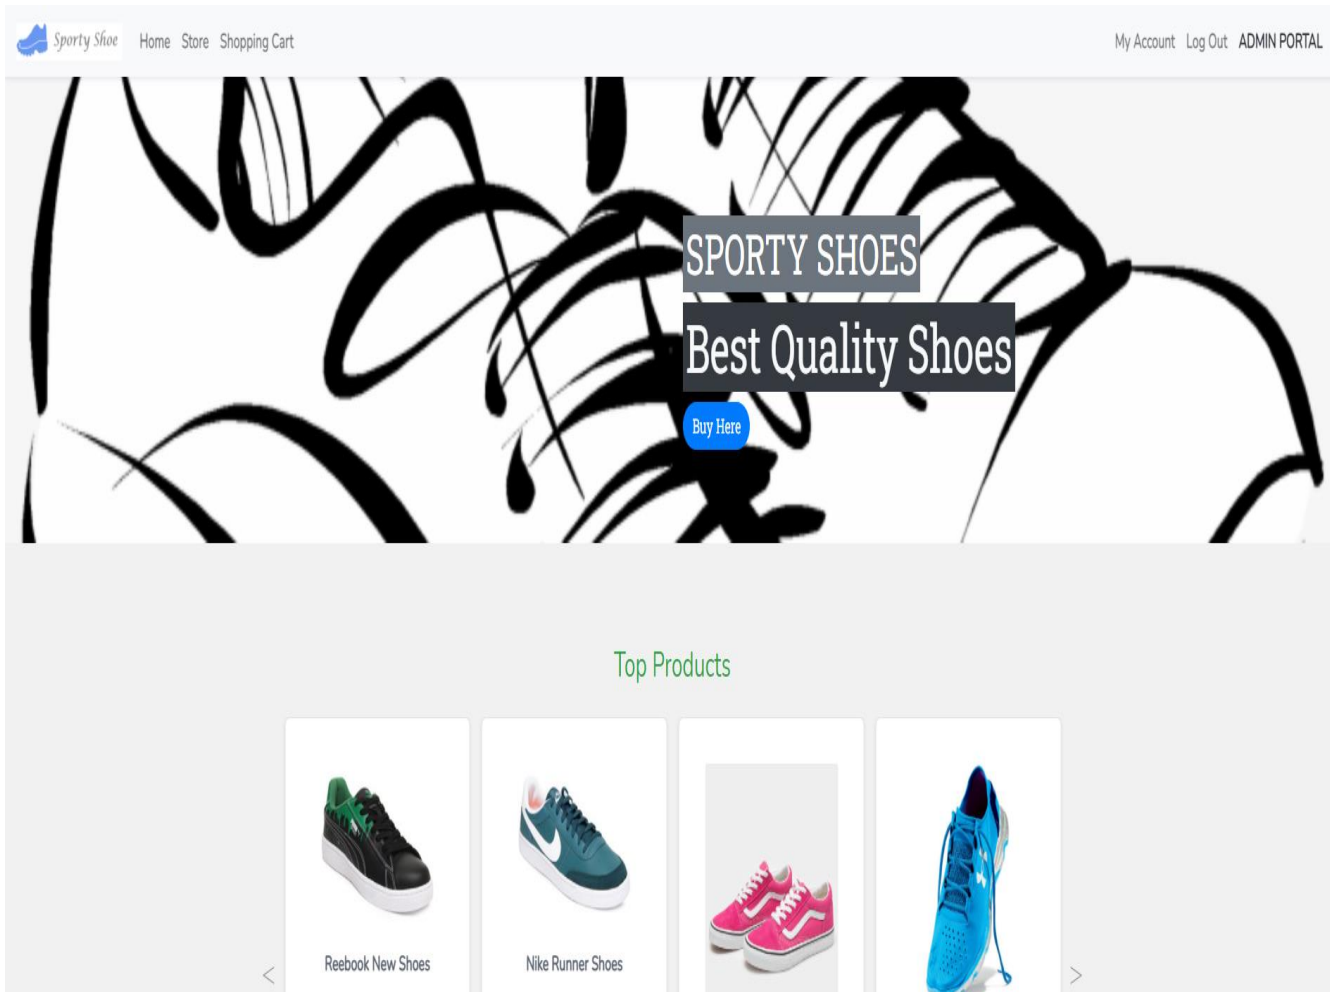 Sporty Shoe Home Store Shopping Cart My Account Log Out ADMIN PORTAL
SPORTY SHOES
Best Quality Shoes
Buy Here
Top Products
Reebook New Shoes Nike Runner Shoes
< >